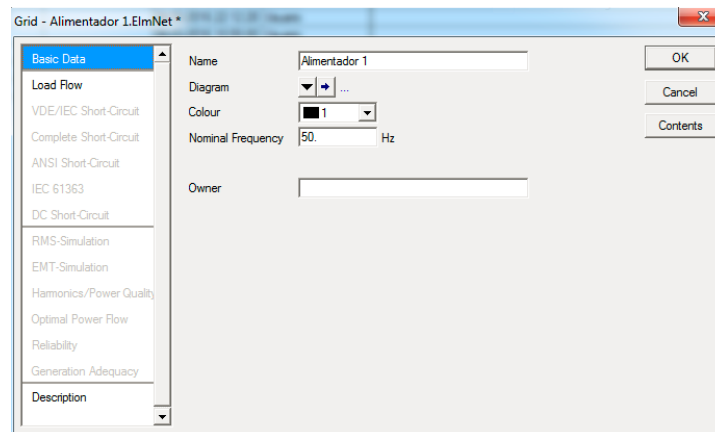 Grid - Alimentador 1.ElmNet *
Basic Data
Load Flow
VDE/IEC Short-Circuit
Complete Short-Circuit
ANSI Short-Circuit
IEC 61363
DC Short-Circuit
RMS-Simulation
EMT-Simulation
Harmonics/Power Quality
Optimal Power Flow
Reliability
Generation Adequacy
Description
Name Alimentador 1
Diagram ...
Colour 1
Nominal Frequency 50. Hz
Owner
OK
Cancel
Contents